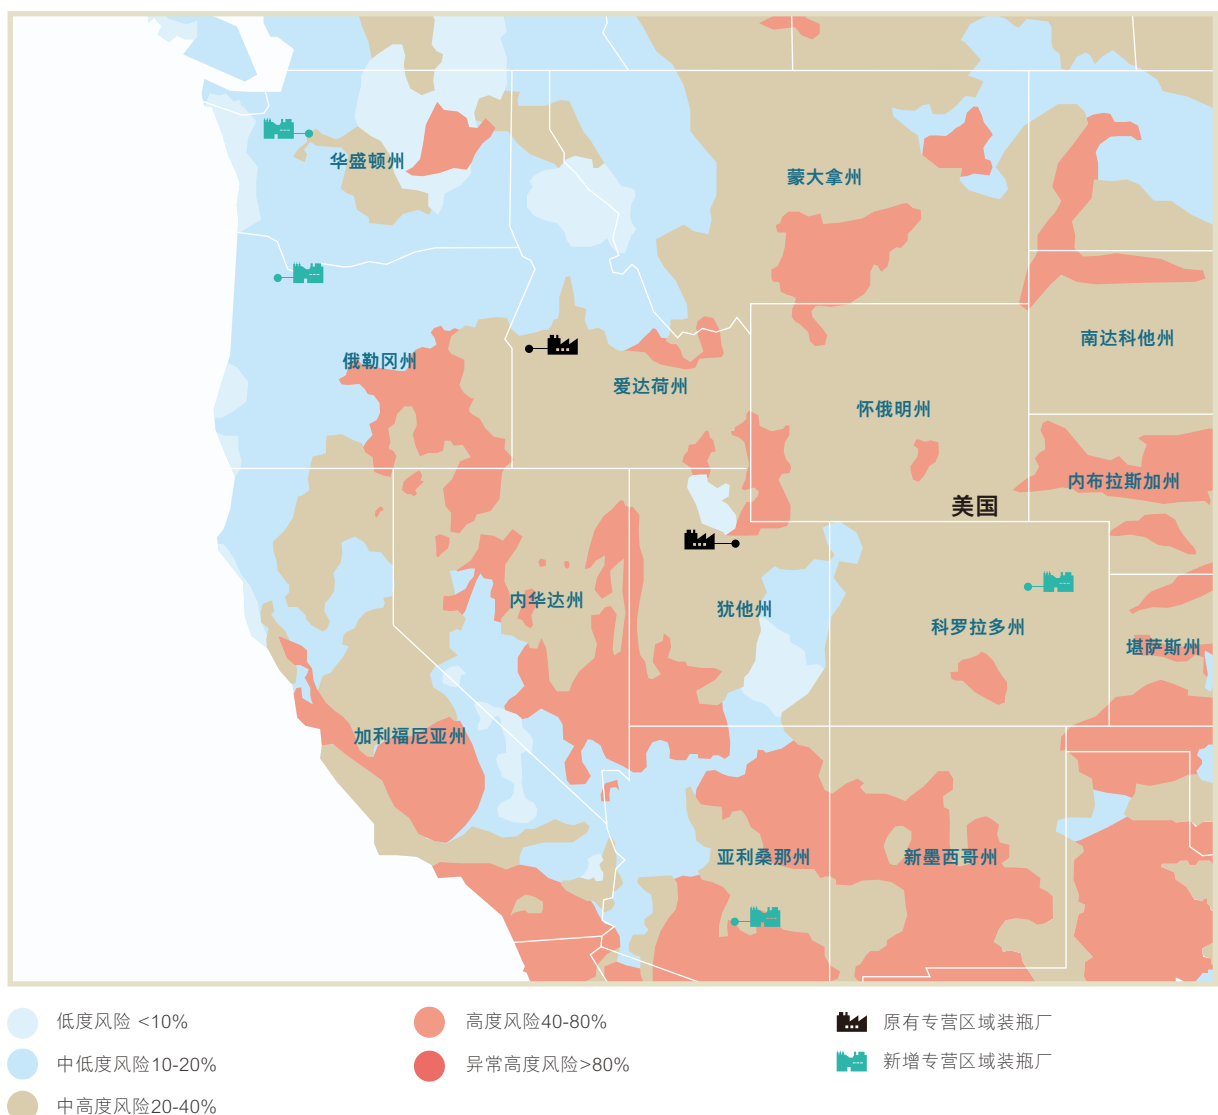 华盛顿州
蒙大拿州
南达科他州
俄勒冈州
爱达荷州
怀俄明州
内布拉斯加州
美国
内华达州
犹他州
科罗拉多州
堪萨斯州
加利福尼亚州
亚利桑那州
新墨西哥州
低度风险 <10%
高度风险40-80%
原有专营区域装瓶厂
中低度风险10-20%
异常高度风险>80%
新增专营区域装瓶厂
中高度风险20-40%